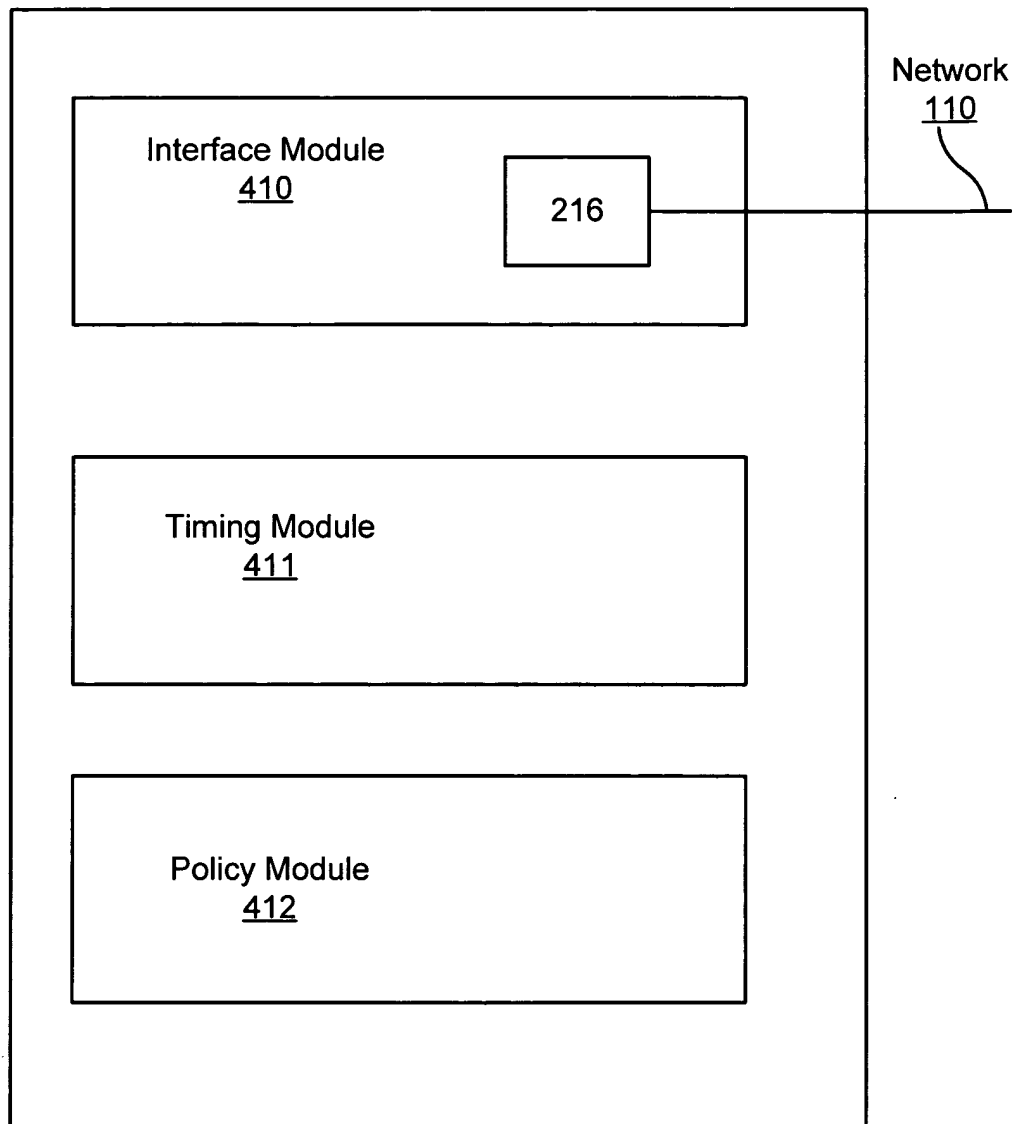 Network
110
Interface Module
410
216
Timing Module
411
Policy Module
412